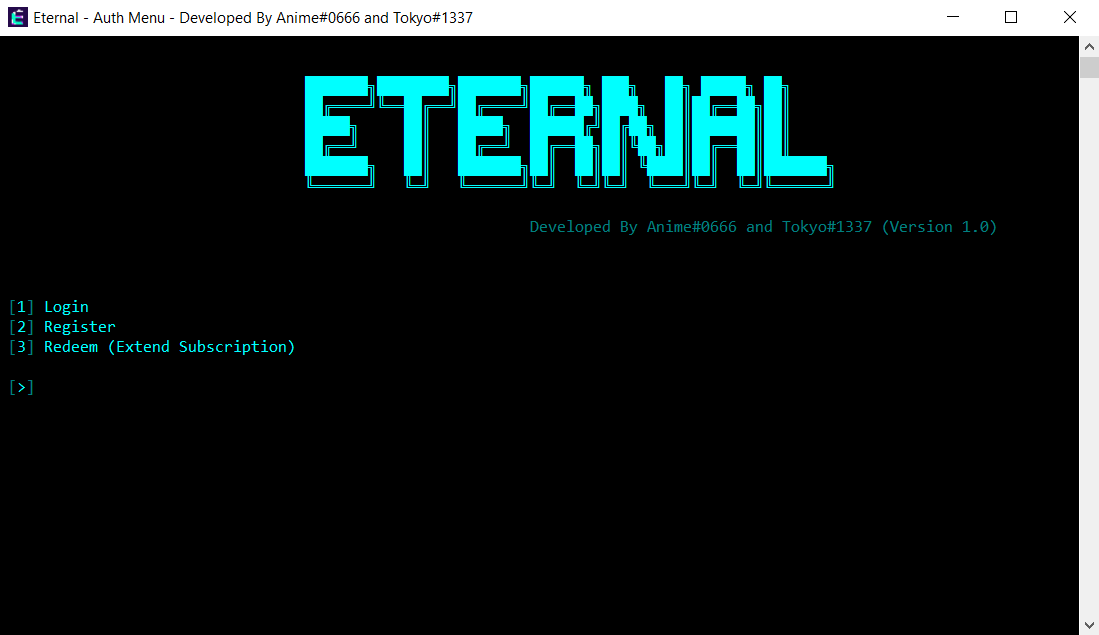 Eternal - Auth Menu - Developed By Anime#0666 and Tokyo#1337
ETERNAL
Developed By Anime#0666 and Tokyo#1337 (Version 1.0)
[1] Login
[2] Register
[3] Redeem (Extend Subscription)
[>]